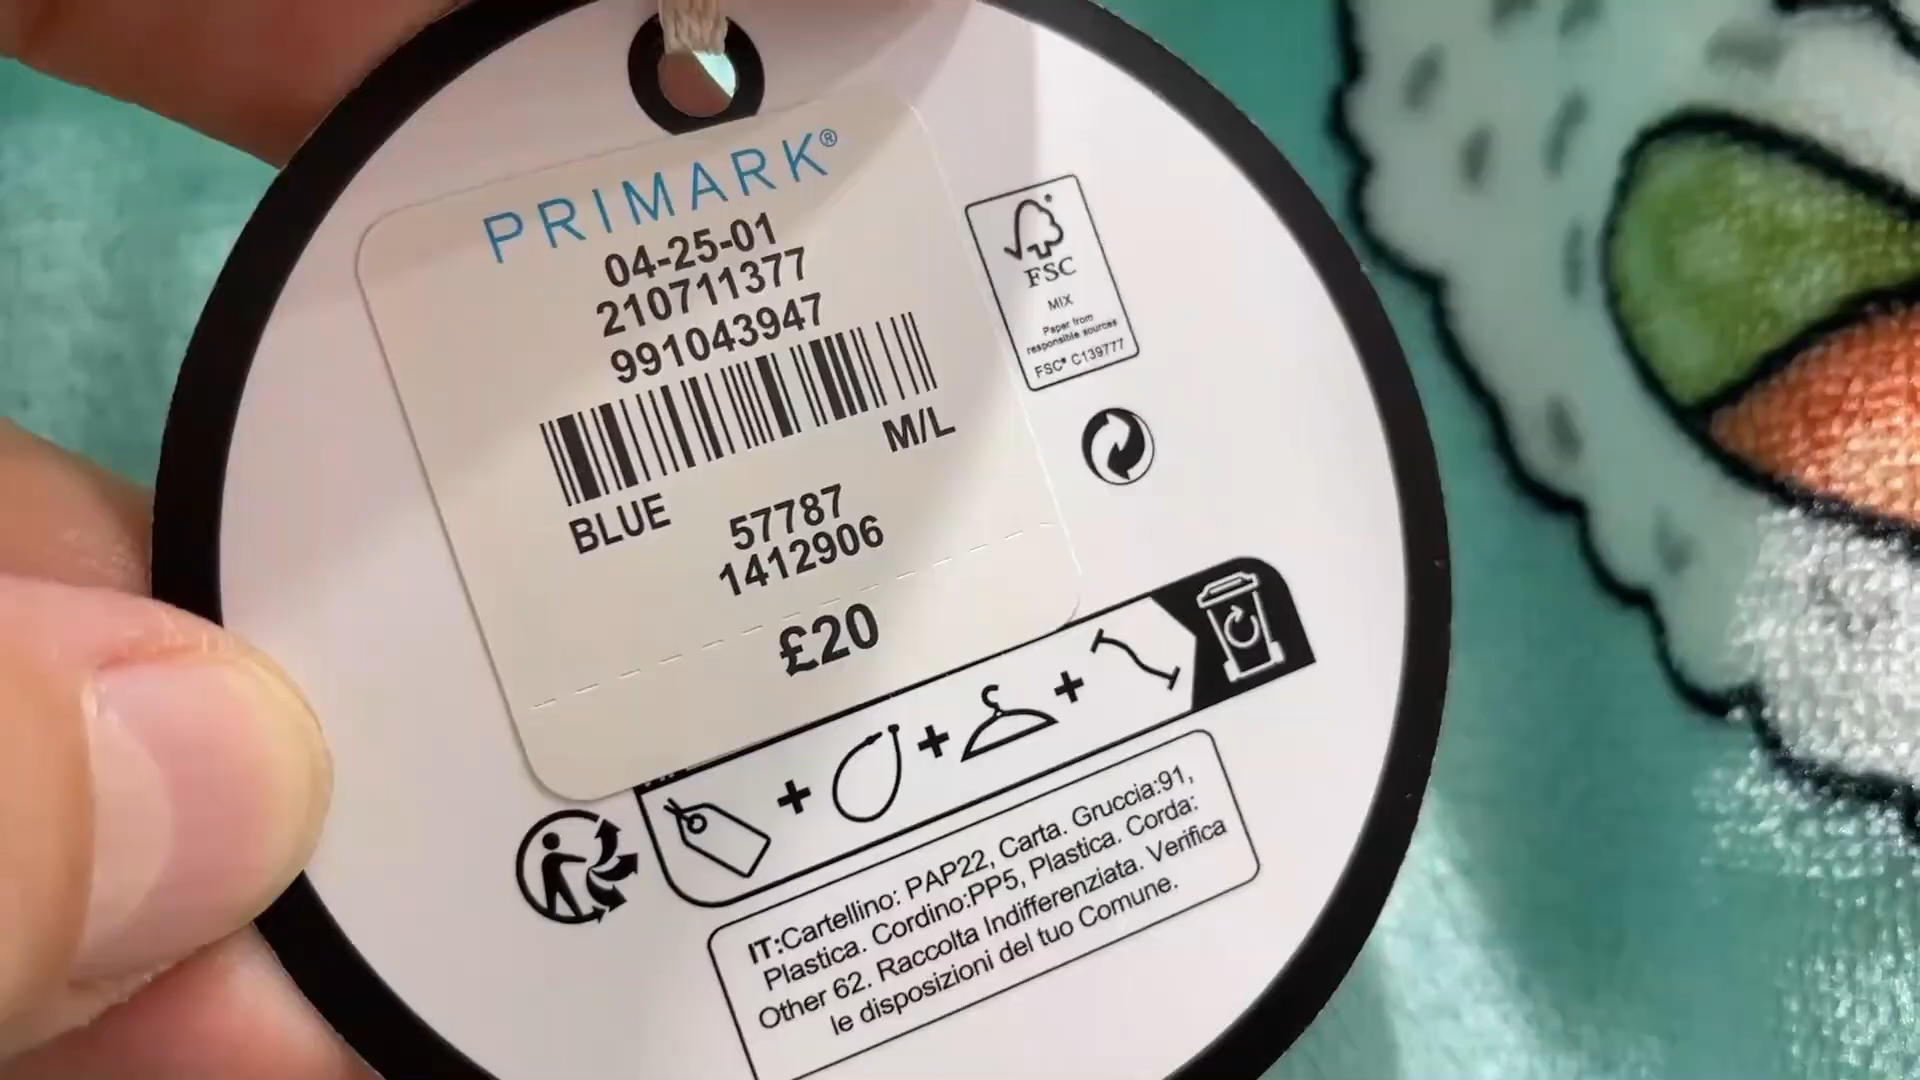 PRIMARK®
04-25-01
210711377
991043947
M/L
BLUE
57787
1412906
£20
FSC
MIX
Paper from
responsible sources
FSC® C139777
+ + +
IT:Cartellino: PAP22, Carta. Gruccia:91,
Plastica. Cordino:PP5, Plastica. Corda:
Other 62. Raccolta Indifferenziata. Verifica
le disposizioni del tuo Comune.